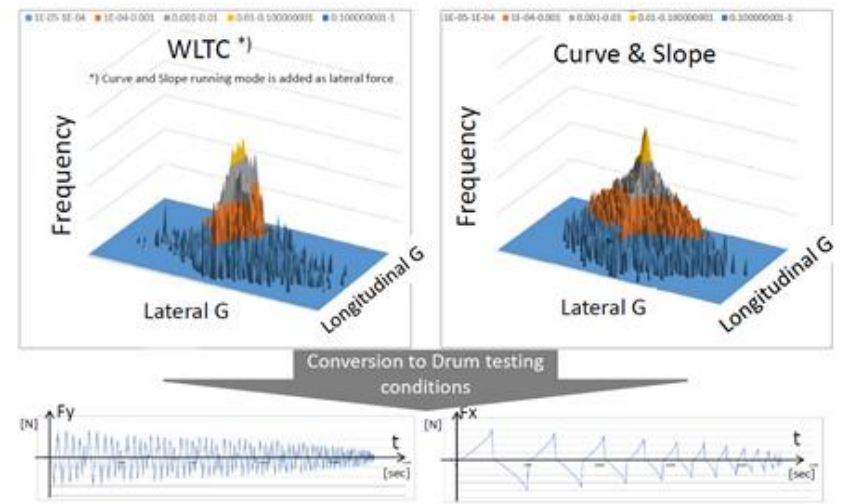 1E-05-1E-04 1E-04-0.001 0.001-0.01 0.01-0.100000001 0.100000001-1
WLTC *)
*) Curve and Slope running mode is added as lateral force
Frequency
Lateral G
Longitudinal G
1E-05-1E-04 1E-04-0.001 0.001-0.01 0.01-0.100000001 0.100000001-1
Curve & Slope
Frequency
Lateral G
Longitudinal G
Conversion to Drum testing
conditions
[N] Fy
t
[sec]
[N] Fx
t
[sec]